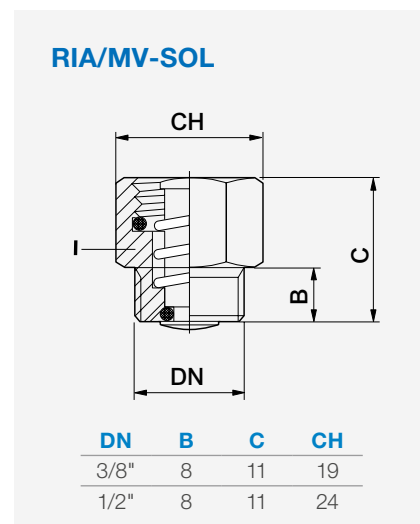 RIA/MV-SOL
CH
I
C
B
DN
DN B C CH
3/8" 8 11 19
1/2" 8 11 24